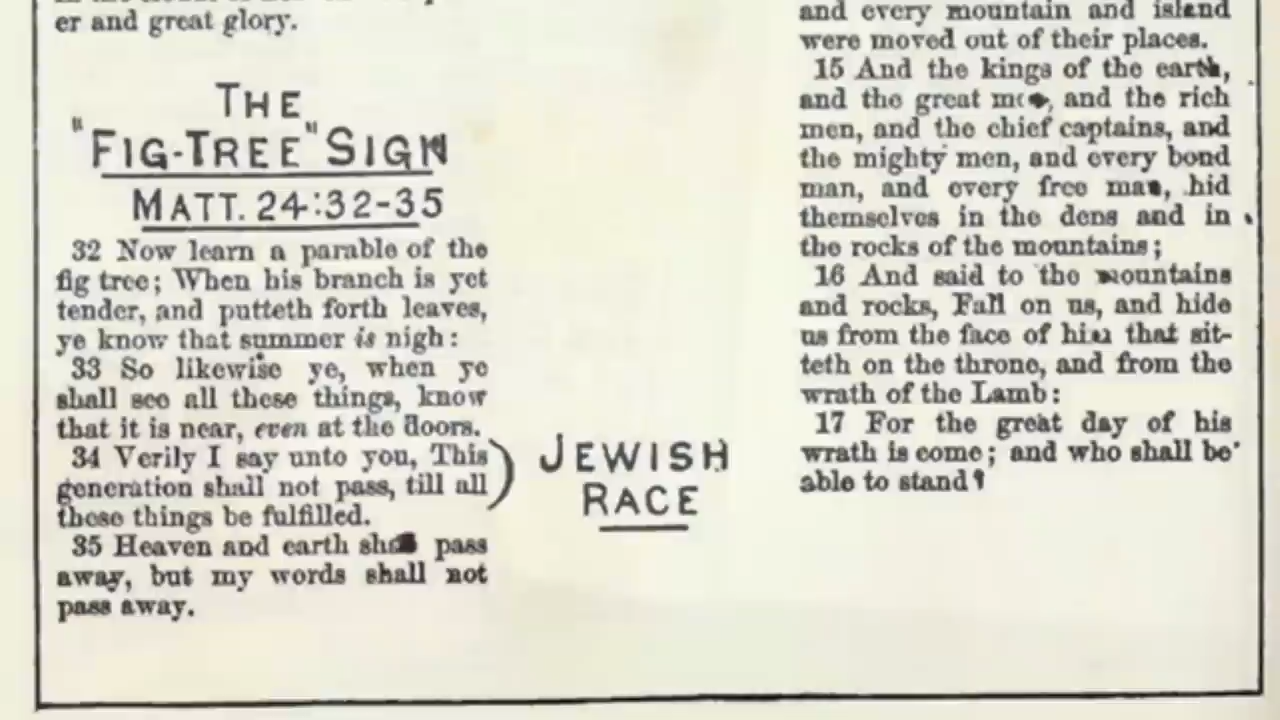 er and great glory.
THE
"FIG-TREE" SIGN
MATT. 24:32-35
32 Now learn a parable of the
fig tree; When his branch is yet
tender, and putteth forth leaves,
ye know that summer is nigh:
33 So likewise ye, when ye
shall see all these things, know
that it is near, even at the doors.
34 Verily I say unto you, This
generation shall not pass, till all
these things be fulfilled.
35 Heaven and earth shall pass
away, but my words shall not
pass away.
JEWISH
RACE
and every mountain and island
were moved out of their places.
15 And the kings of the earth,
and the great men, and the rich
men, and the chief captains, and
the mighty men, and every bond
man, and every free man, hid
themselves in the dens and in
the rocks of the mountains;
16 And said to the mountains
and rocks, Fall on us, and hide
us from the face of him that sit-
teth on the throne, and from the
wrath of the Lamb:
17 For the great day of his
wrath is come; and who shall be
able to stand?